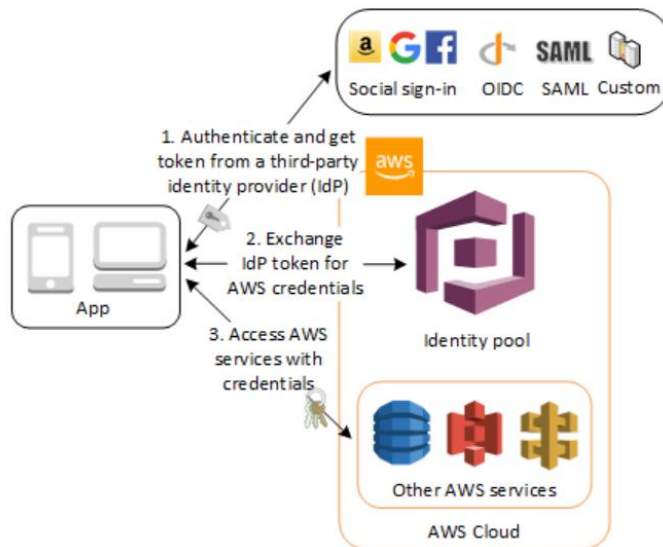 a
G
f
SAML
Social sign-in
OIDC
SAML
Custom
1. Authenticate and get
token from a third-party
identity provider (IdP)
aws
2. Exchange
IdP token for
AWS credentials
App
Identity pool
3. Access AWS
services with
credentials
Other AWS services
AWS Cloud